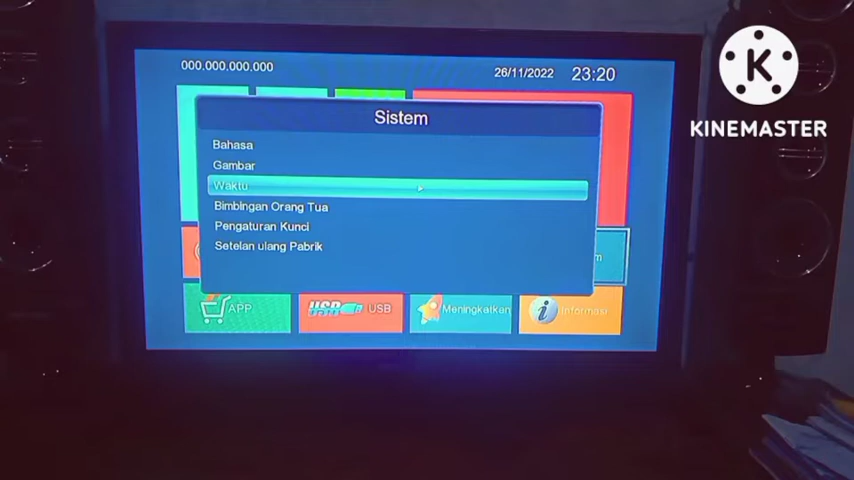 000.000.000.000
26/11/2022 23:20
Sistem
Bahasa
Gambar
Waktu
Bimbingan Orang Tua
Pengaturan Kunci
Setelan ulang Pabrik
m
APP
USB USB
Meningkatkan
i Informasi
K
KINEMASTER